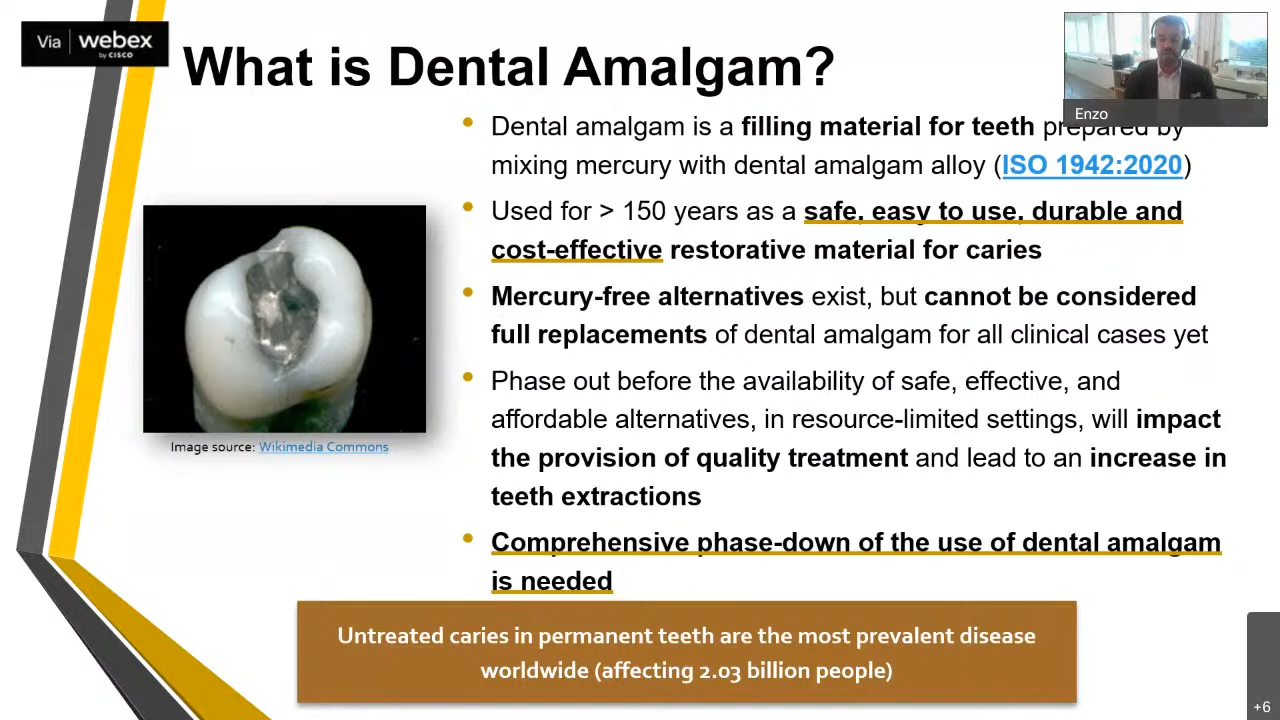 Via webex
by CISCO
What is Dental Amalgam?
Enzo
• Dental amalgam is a filling material for teeth prepared by
mixing mercury with dental amalgam alloy (ISO 1942:2020)
• Used for > 150 years as a safe, easy to use, durable and
cost-effective restorative material for caries
• Mercury-free alternatives exist, but cannot be considered
full replacements of dental amalgam for all clinical cases yet
• Phase out before the availability of safe, effective, and
affordable alternatives, in resource-limited settings, will impact
the provision of quality treatment and lead to an increase in
teeth extractions
• Comprehensive phase-down of the use of dental amalgam
is needed
Image source: Wikimedia Commons
Untreated caries in permanent teeth are the most prevalent disease
worldwide (affecting 2.03 billion people)
+6